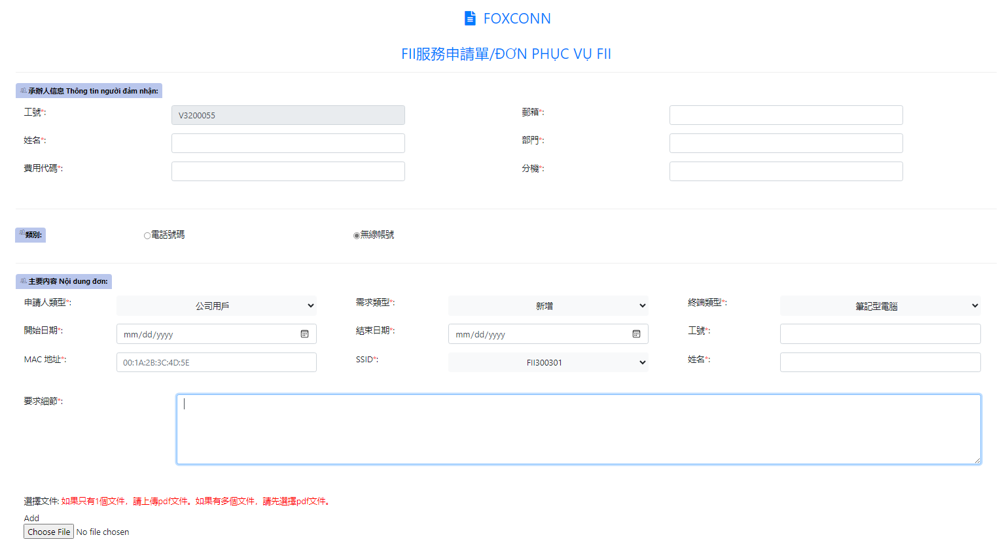 FOXCONN
FII服務申請單/ĐƠN PHỤC VỤ FII
承辦人信息 Thông tin người đảm nhận:
工號*: V3200055 郵箱*:
姓名*: 部門*:
費用代碼*: 分機*:
類別: 電話號碼 無線帳號
主要内容 Nội dung đơn:
申請人類型*: 公司用戶 需求類型*: 新增 終端類型*: 筆記型電腦
開始日期*: mm/dd/yyyy 結束日期*: mm/dd/yyyy 工號*:
MAC 地址*: 00:1A:2B:3C:4D:5E SSID*: FII300301 姓名*:
要求細節*:
選擇文件: 如果只有1個文件，請上傳pdf文件。如果有多個文件，請先選擇pdf文件。
Add
Choose File No file chosen